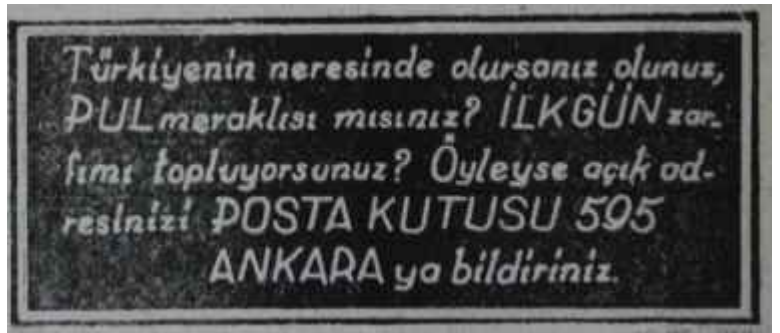 Türkiyenin neresinde olursanız olunuz,
PUL meraklısı mısınız? İLKGÜN zar-
fımı topluyorsunuz? Öyleyse açık ad-
resinizi POSTA KUTUSU 595
ANKARA ya bildiriniz.